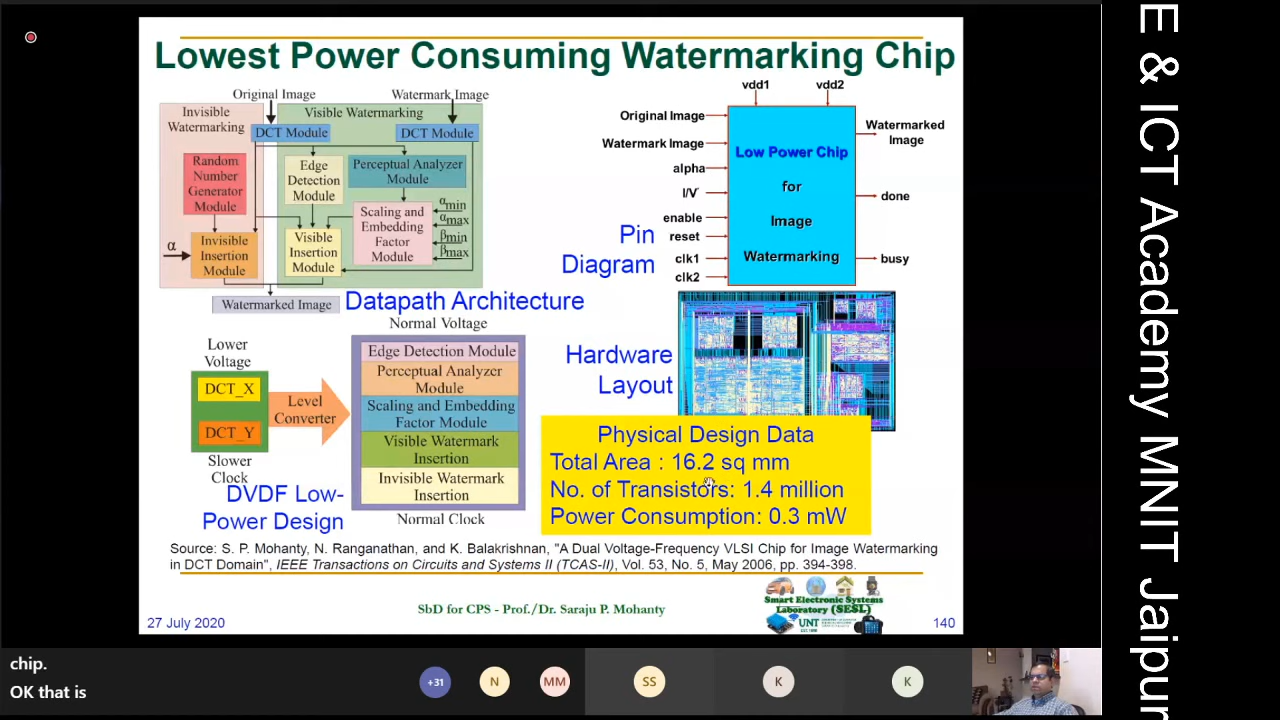 Lowest Power Consuming Watermarking Chip
Original Image
Watermark Image
Invisible
Watermarking
Visible Watermarking
DCT Module
DCT Module
Random
Number
Generator
Module
Edge
Detection
Module
Perceptual Analyzer
Module
Scaling and
Embedding
Factor
Module
αmin
αmax
βmin
βmax
α
Invisible
Insertion
Module
Visible
Insertion
Module
Watermarked Image
Datapath Architecture
vdd1
vdd2
Original Image
Watermark Image
alpha
I/V
enable
reset
clk1
clk2
Low Power Chip
for
Image
Watermarking
Watermarked
Image
done
busy
Pin
Diagram
Hardware
Layout
Lower
Voltage
DCT_X
DCT_Y
Slower
Clock
Level
Converter
Normal Voltage
Edge Detection Module
Perceptual Analyzer
Module
Scaling and Embedding
Factor Module
Visible Watermark
Insertion
Invisible Watermark
Insertion
Normal Clock
DVDF Low-
Power Design
Physical Design Data
Total Area : 16.2 sq mm
No. of Transistors: 1.4 million
Power Consumption: 0.3 mW
Source: S. P. Mohanty, N. Ranganathan, and K. Balakrishnan, "A Dual Voltage-Frequency VLSI Chip for Image Watermarking
in DCT Domain", IEEE Transactions on Circuits and Systems II (TCAS-II), Vol. 53, No. 5, May 2006, pp. 394-398.
27 July 2020
SbD for CPS - Prof./Dr. Saraju P. Mohanty
Smart Electronic Systems
Laboratory (SESL)
UNT
140
chip.
OK that is
+31
N
MM
SS
K
K
E & ICT Academy MNIT Jaipur